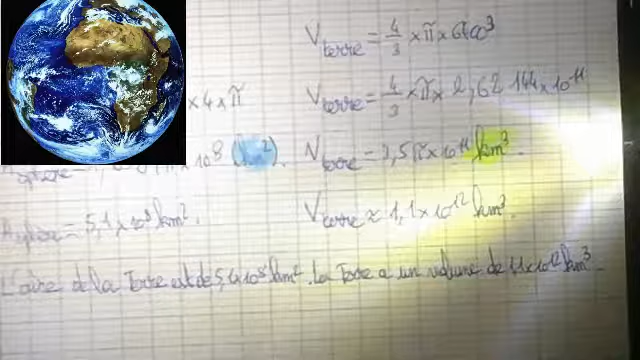 V terre = 4/3 × π × 6400³
× 4 × π
V terre = 4/3 × π × 2,62 144 × 10¹¹
× 10⁸ (km²).
V terre = 3,5 π × 10¹¹ km³.
A sphère = 5,1 × 10⁸ km².
V terre ≈ 1,1 × 10¹² km³.
L'aire de la Terre est de 5,1×10⁸ km². La Terre a un volume de 1,1×10¹² km³.